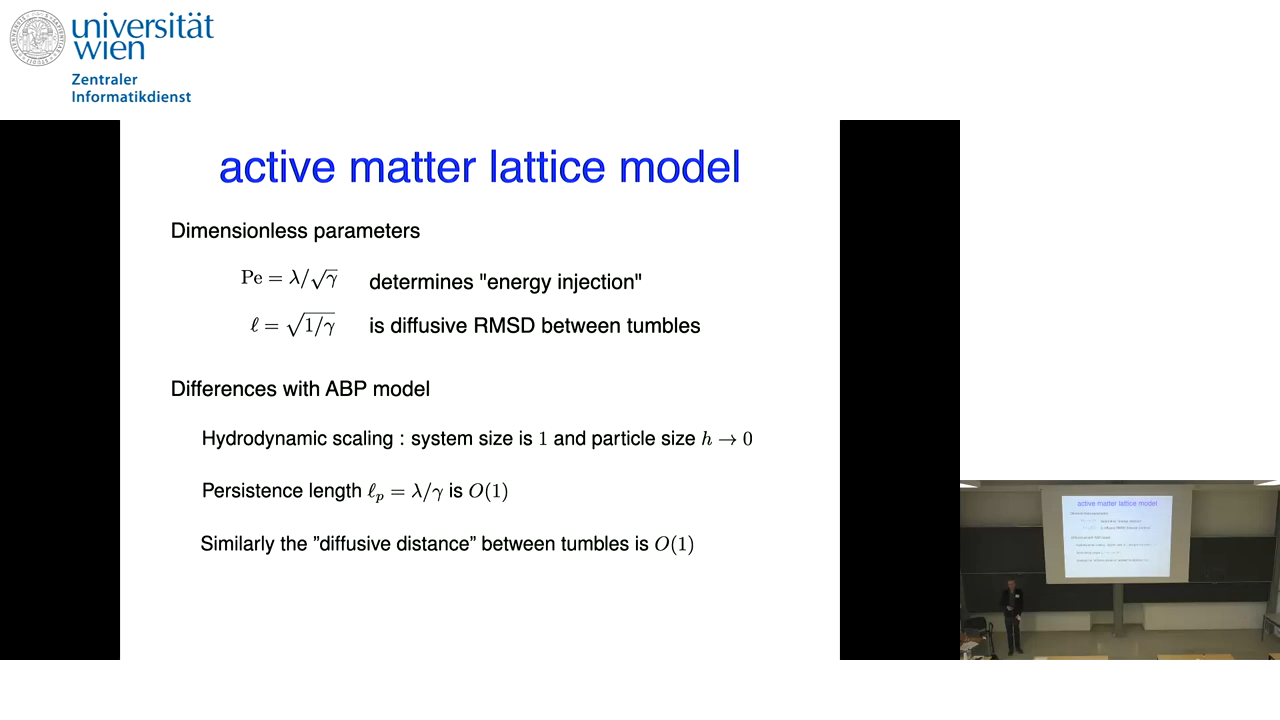 universität
wien
Zentraler
Informatikdienst
active matter lattice model
Dimensionless parameters
Pe = λ/√γ determines "energy injection"
ℓ = √1/γ is diffusive RMSD between tumbles
Differences with ABP model
Hydrodynamic scaling : system size is 1 and particle size h → 0
Persistence length ℓp = λ/γ is O(1)
Similarly the ”diffusive distance” between tumbles is O(1)
active matter lattice model